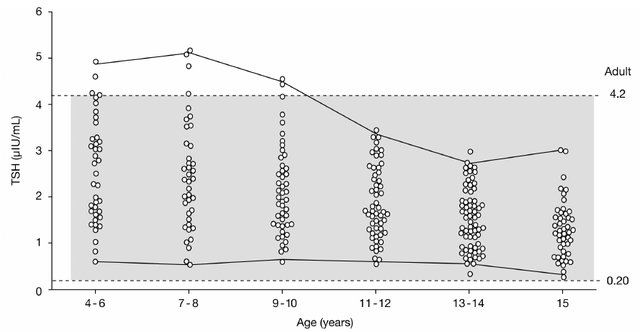 6
5
4
3
2
1
0
TSH (µIU/mL)
Adult
4.2
0.20
4 - 6
7 - 8
9 - 10
11 - 12
13 - 14
15
Age (years)